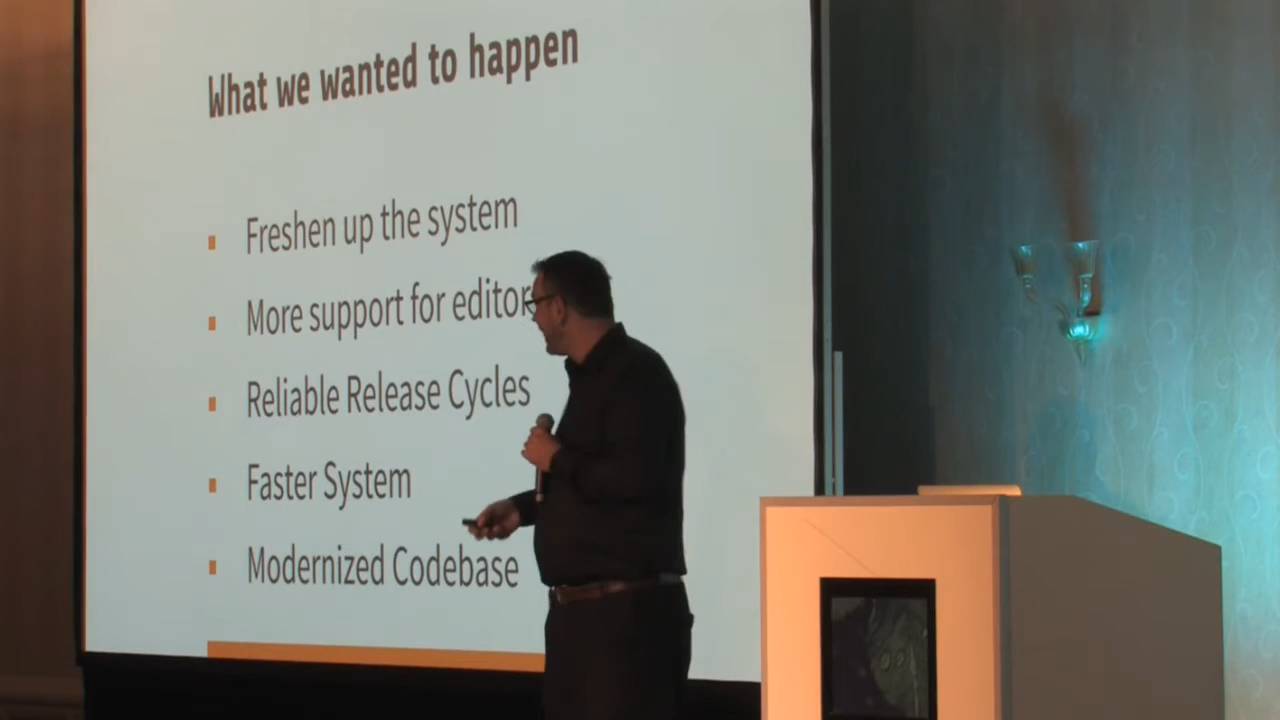 What we wanted to happen
Freshen up the system
More support for editor
Reliable Release Cycles
Faster System
Modernized Codebase